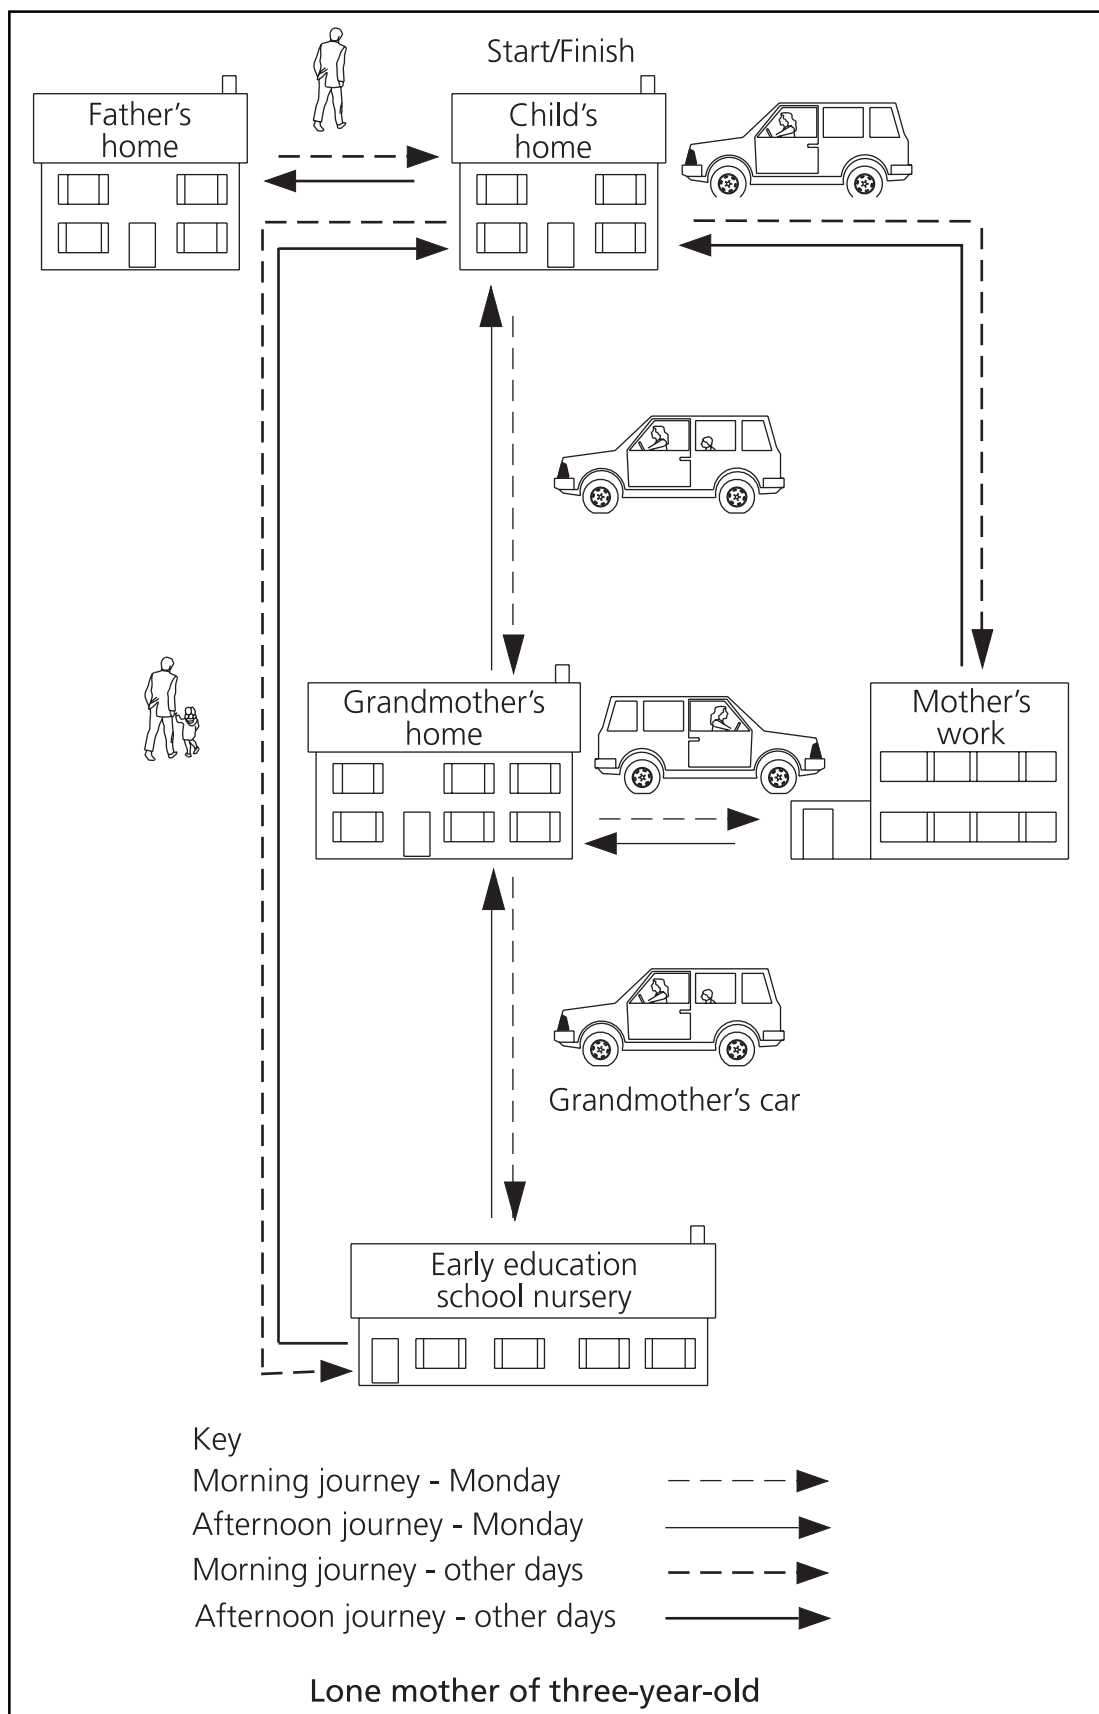 Start/Finish
Father's
home
Child's
home
Grandmother's
home
Mother's
work
Grandmother's car
Early education
school nursery
Key
Morning journey - Monday
Afternoon journey - Monday
Morning journey - other days
Afternoon journey - other days
Lone mother of three-year-old